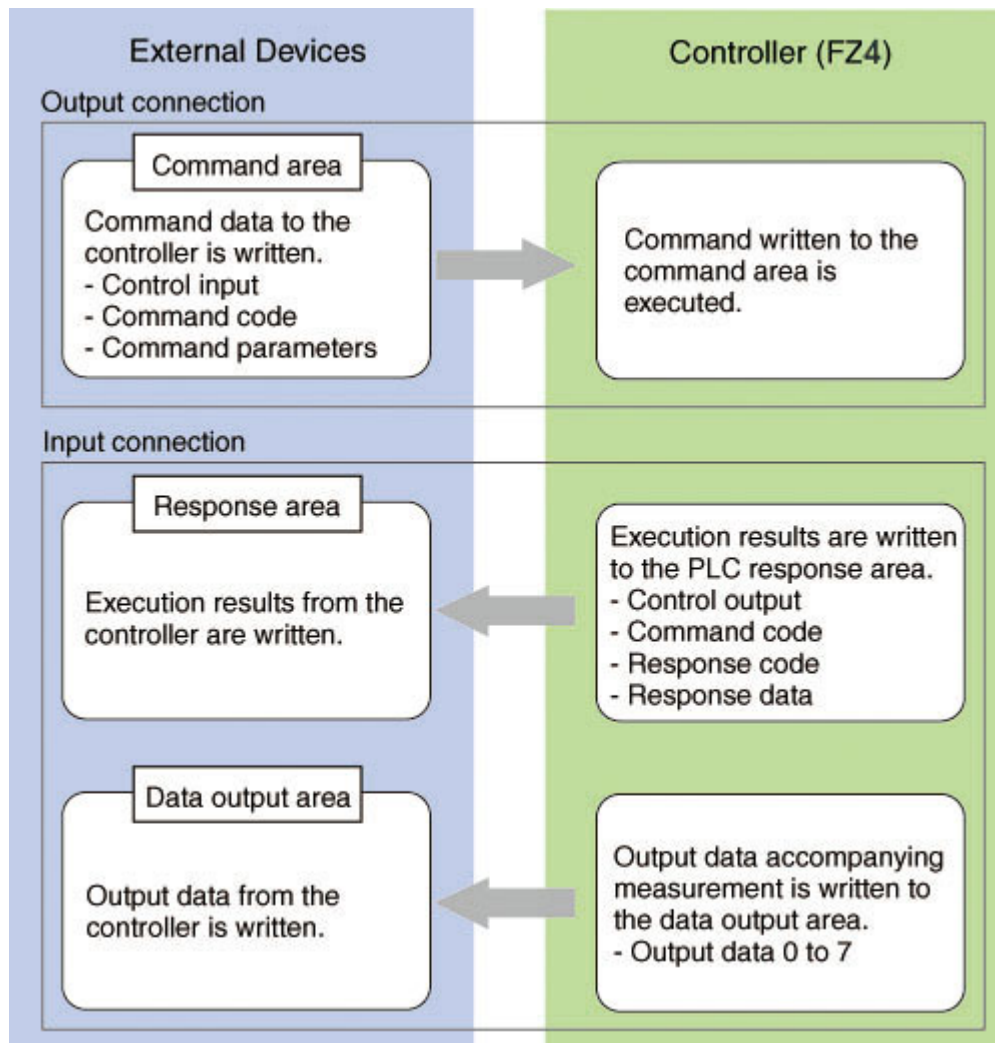 External Devices
Controller (FZ4)
Output connection
Command area
Command data to the
controller is written.
- Control input
- Command code
- Command parameters
Command written to the
command area is
executed.
Input connection
Response area
Execution results from the
controller are written.
Execution results are written
to the PLC response area.
- Control output
- Command code
- Response code
- Response data
Data output area
Output data from the
controller is written.
Output data accompanying
measurement is written to
the data output area.
- Output data 0 to 7